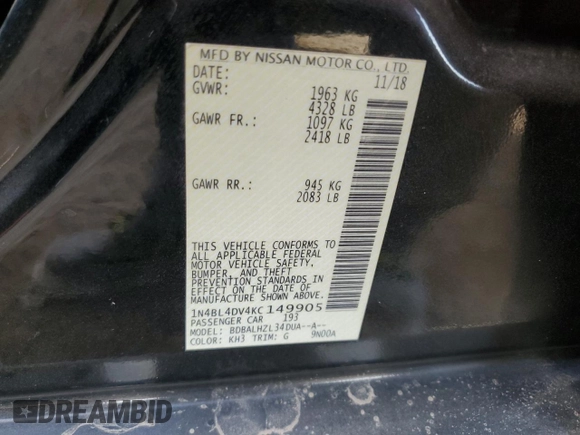 MFD BY NISSAN MOTOR CO., LTD.
DATE: 11/18
GVWR: 1963 KG
4328 LB
GAWR FR.: 1097 KG
2418 LB
GAWR RR.: 945 KG
2083 LB
THIS VEHICLE CONFORMS TO
ALL APPLICABLE FEDERAL
MOTOR VEHICLE SAFETY,
BUMPER, AND THEFT
PREVENTION STANDARDS IN
EFFECT ON THE DATE OF
MANUFACTURE SHOWN ABOVE.
1N4BL4DV4KC149905
PASSENGER CAR 193
MODEL: BDBALHZL34DUA--A--
COLOR: KH3 TRIM: G 9N00A
DREAMBID